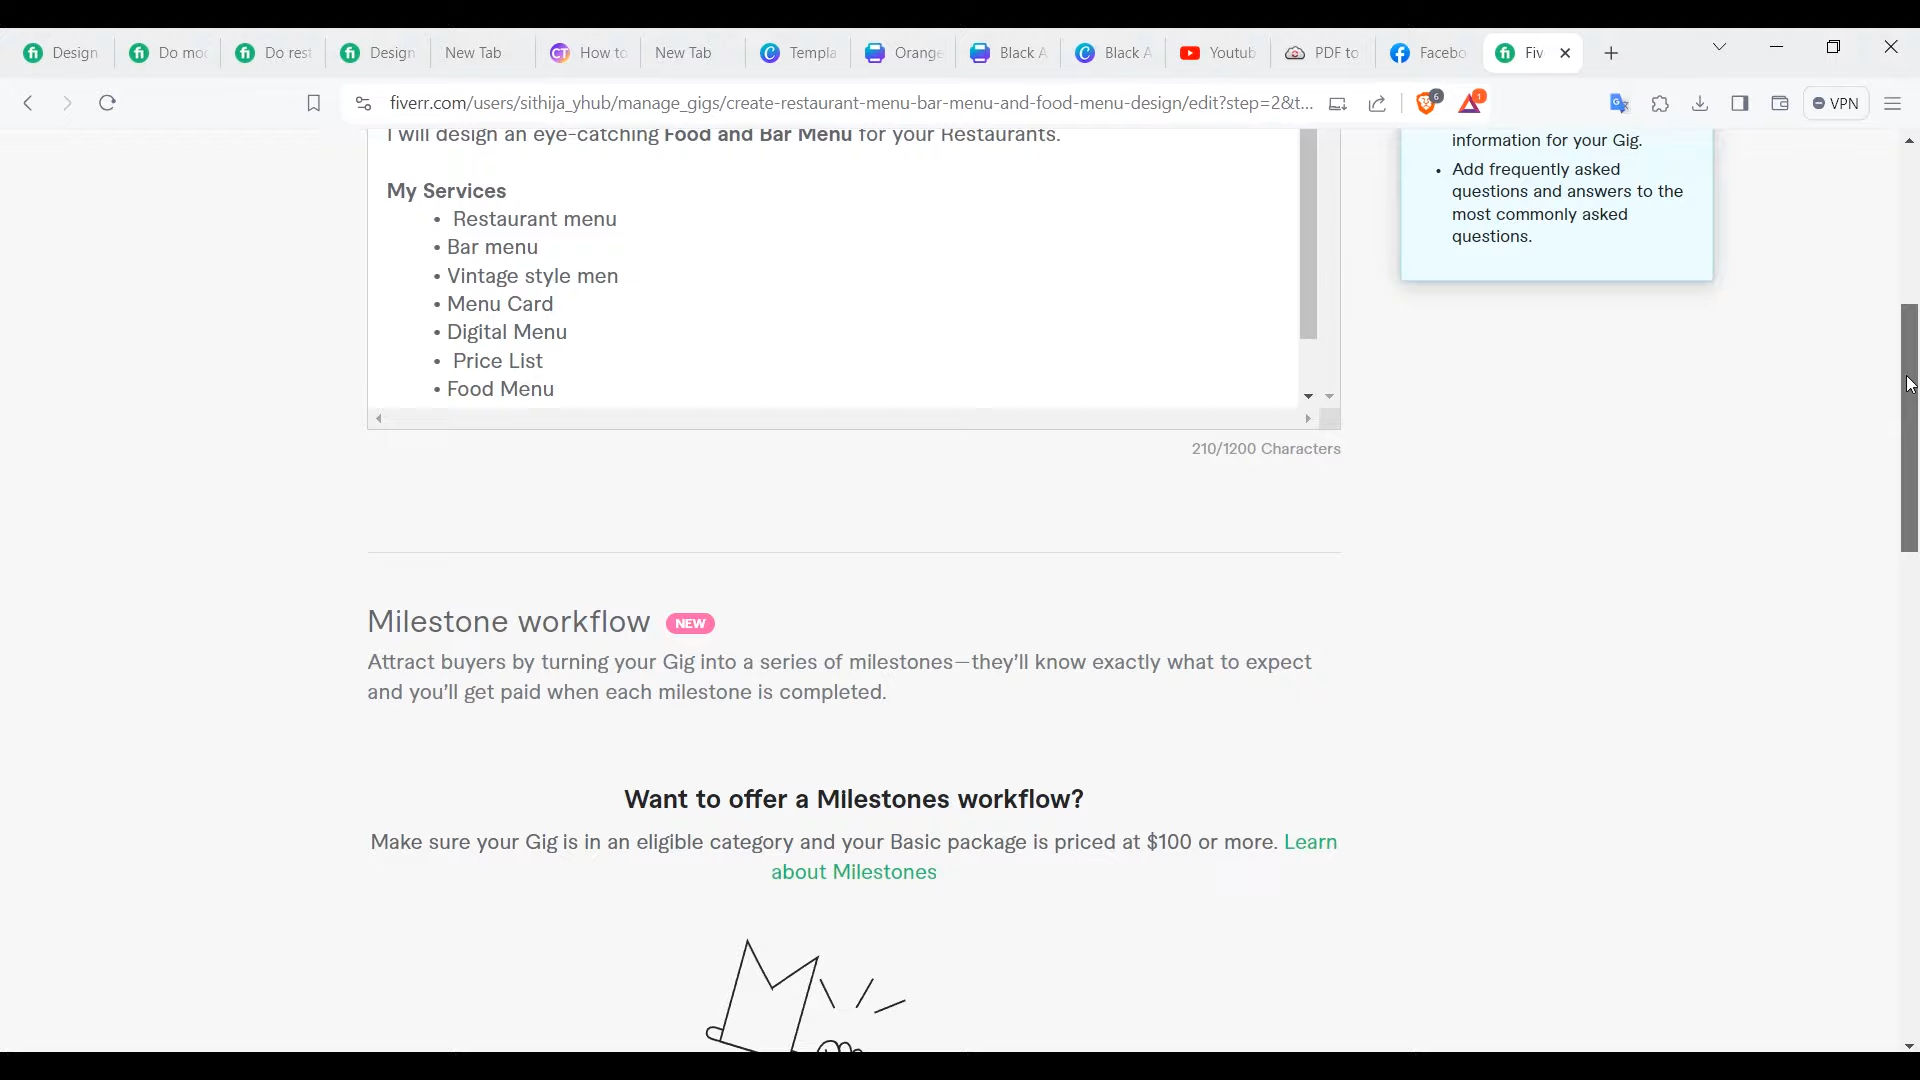 Design
Do mo
Do rest
Design
New Tab
How to
New Tab
Templa
Orange
Black A
Black A
Youtub
PDF to
Facebo
Fiv
fiverr.com/users/sithija_yhub/manage_gigs/create-restaurant-menu-bar-menu-and-food-menu-design/edit?step=2&t...
6
1
VPN
I will design an eye-catching Food and Bar Menu for your Restaurants.
My Services
• Restaurant menu
• Bar menu
• Vintage style men
• Menu Card
• Digital Menu
• Price List
• Food Menu
210/1200 Characters
information for your Gig.
• Add frequently asked
questions and answers to the
most commonly asked
questions.
Milestone workflow NEW
Attract buyers by turning your Gig into a series of milestones—they'll know exactly what to expect
and you'll get paid when each milestone is completed.
Want to offer a Milestones workflow?
Make sure your Gig is in an eligible category and your Basic package is priced at $100 or more. Learn
about Milestones